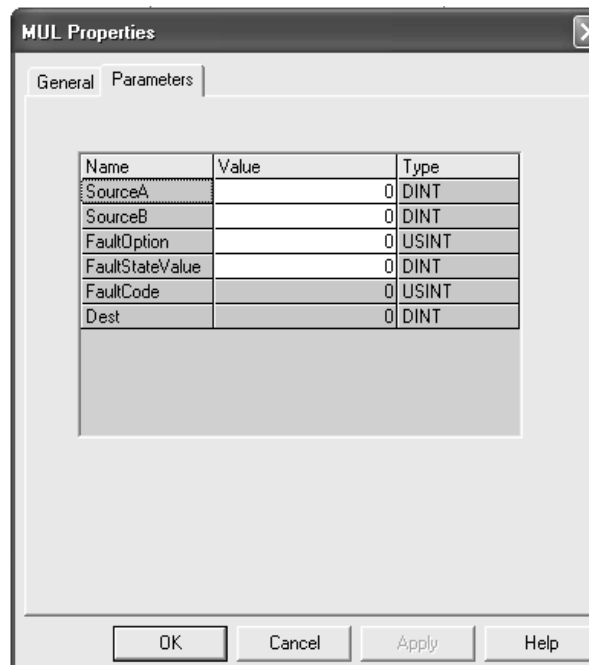 MUL Properties
General Parameters
Name Value Type
SourceA 0 DINT
SourceB 0 DINT
FaultOption 0 USINT
FaultStateValue 0 DINT
FaultCode 0 USINT
Dest 0 DINT
OK Cancel Apply Help